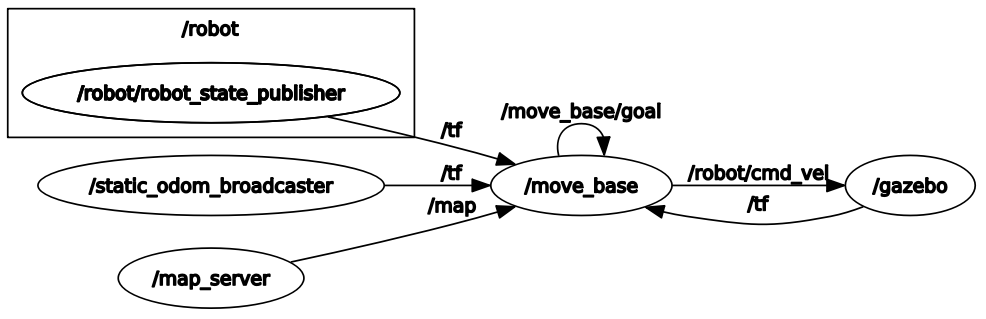 /robot
/robot/robot_state_publisher
/tf
/move_base/goal
/static_odom_broadcaster
/tf
/move_base
/robot/cmd_vel
/gazebo
/map
/tf
/map_server